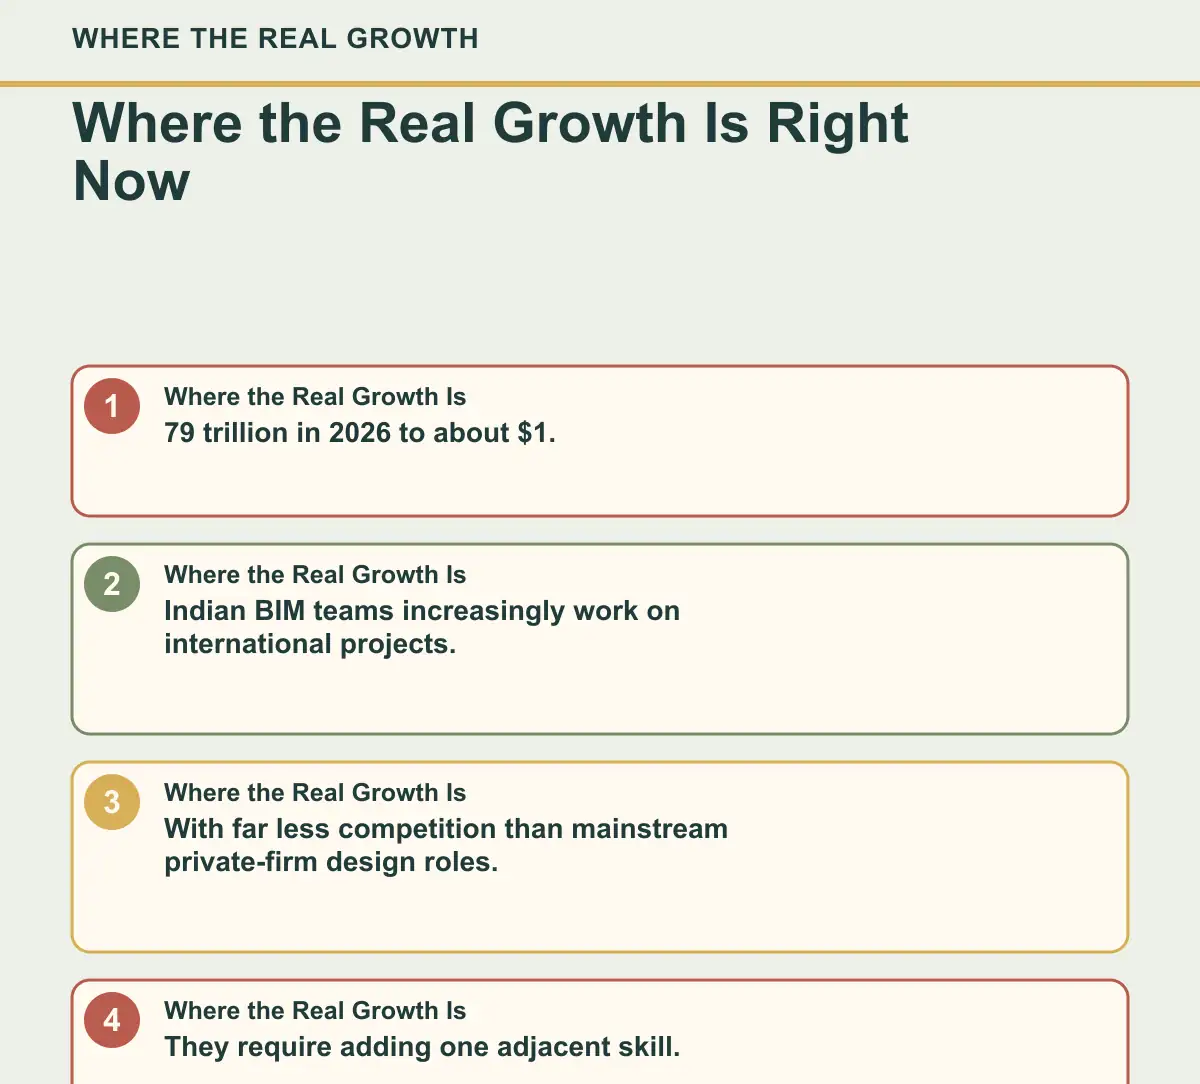 WHERE THE REAL GROWTH
Where the Real Growth Is Right
Now
1
Where the Real Growth Is
79 trillion in 2026 to about $1.
2
Where the Real Growth Is
Indian BIM teams increasingly work on
international projects.
3
Where the Real Growth Is
With far less competition than mainstream
private-firm design roles.
4
Where the Real Growth Is
They require adding one adjacent skill.